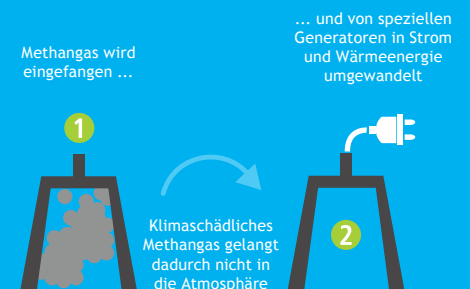 Methangas wird
eingefangen ...
1
Klimaschädliches
Methangas gelangt
dadurch nicht in
die Atmosphäre
... und von speziellen
Generatoren in Strom
und Wärmeenergie
umgewandelt
2